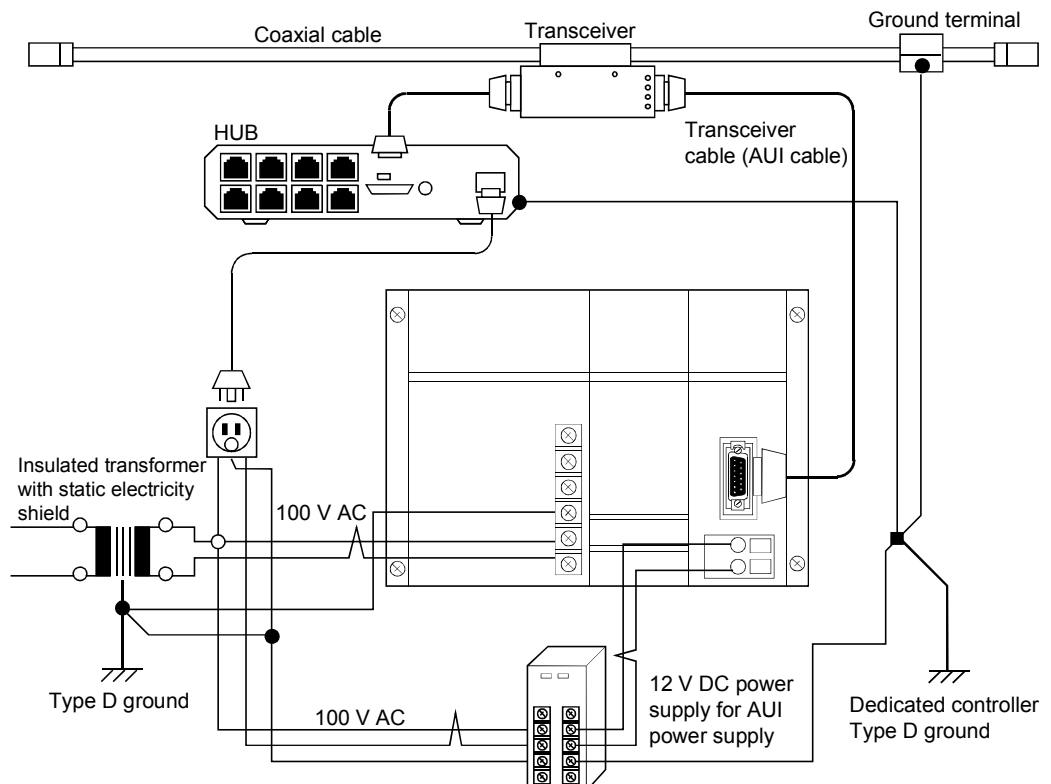 Ground terminal
Coaxial cable
Transceiver
HUB
Transceiver
cable (AUI cable)
Insulated transformer
with static electricity
shield
100 V AC
Type D ground
100 V AC
12 V DC power
supply for AUI
power supply
Dedicated controller
Type D ground